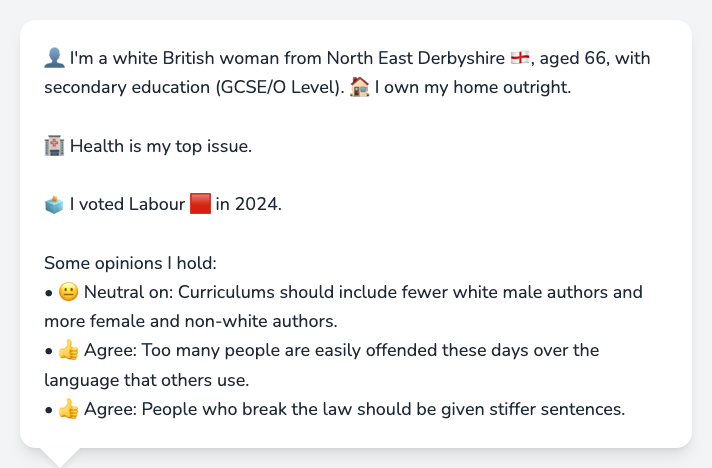 👤 I'm a white British woman from North East Derbyshire 🏴󠁧󠁢󠁥󠁮󠁧󠁿, aged 66, with
secondary education (GCSE/O Level). 🏠 I own my home outright.
🏥 Health is my top issue.
🗳️ I voted Labour 🟥 in 2024.
Some opinions I hold:
• 😐 Neutral on: Curriculums should include fewer white male authors and
more female and non-white authors.
• 👍 Agree: Too many people are easily offended these days over the
language that others use.
• 👍 Agree: People who break the law should be given stiffer sentences.